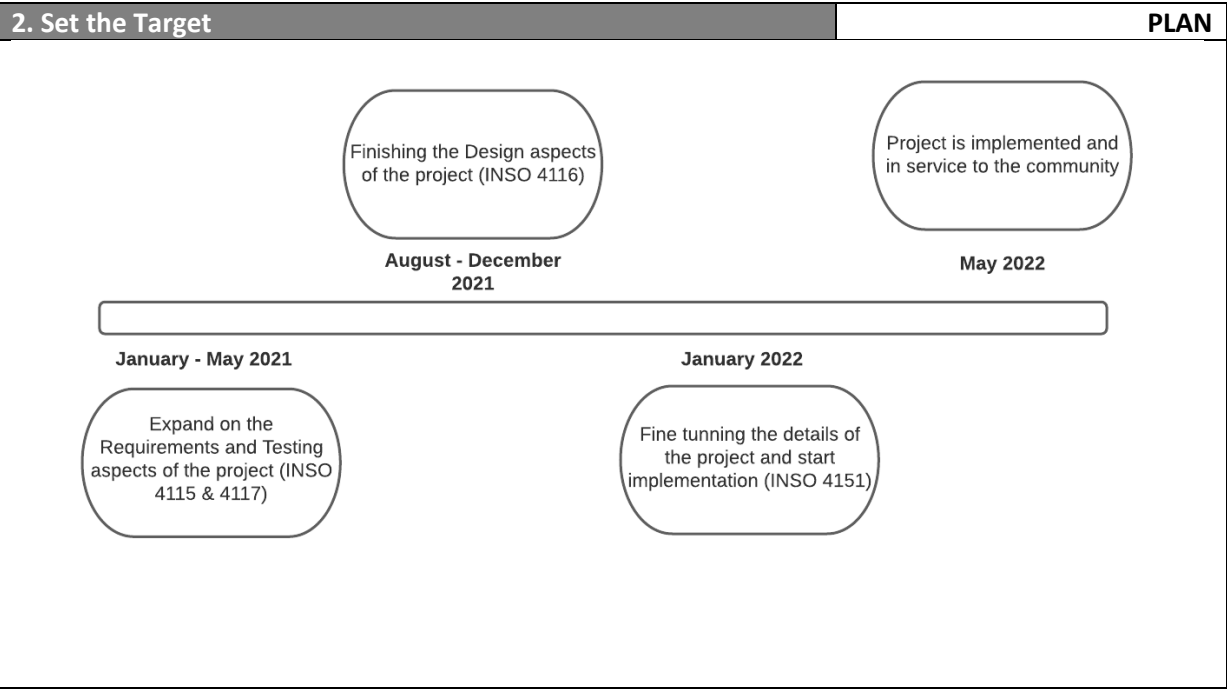 2. Set the Target
PLAN
Finishing the Design aspects
of the project (INSO 4116)
Project is implemented and
in service to the community
August - December
2021
May 2022
January - May 2021
January 2022
Expand on the
Requirements and Testing
aspects of the project (INSO
4115 & 4117)
Fine tunning the details of
the project and start
implementation (INSO 4151)